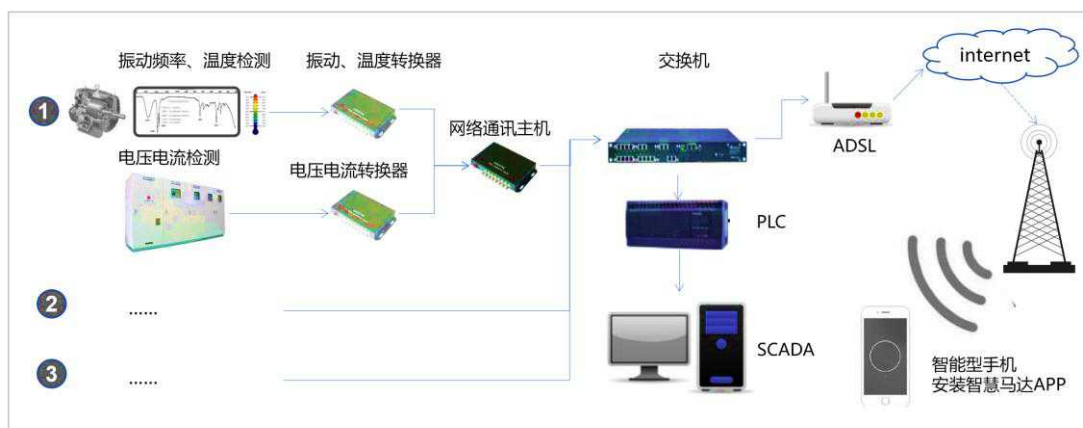 振动频率、温度检测
振动、温度转换器
交换机
internet
1
网络通讯主机
ADSL
电压电流检测
电压电流转换器
PLC
2
......
SCADA
3
......
智能型手机
安装智慧马达APP